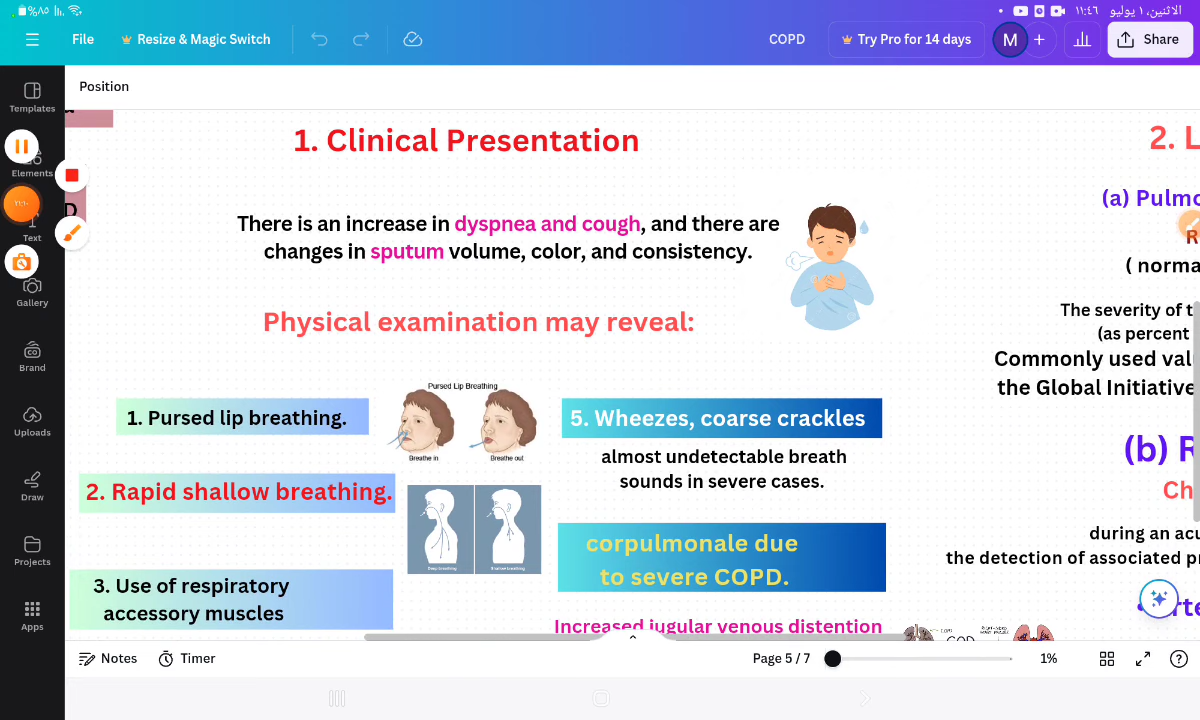 ٨٥%
١١:٤٦ الاثنين، ١ يوليو
File
Resize & Magic Switch
COPD
Try Pro for 14 days
M
+
Share
Templates
Elements
Text
Gallery
Brand
Uploads
Draw
Projects
Apps
Position
D
1. Clinical Presentation
There is an increase in dyspnea and cough, and there are
changes in sputum volume, color, and consistency.
Physical examination may reveal:
1. Pursed lip breathing.
Pursed Lip Breathing
Breathe in
Breathe out
2. Rapid shallow breathing.
Deep breathing
Shallow breathing
3. Use of respiratory
accessory muscles
5. Wheezes, coarse crackles
almost undetectable breath
sounds in severe cases.
corpulmonale due
to severe COPD.
Increased jugular venous distention
2. L
(a) Pulmo
R
( norma
The severity of t
(as percent
Commonly used val
the Global Initiative
(b) R
Ch
during an acu
the detection of associated pr
rte
Notes
Timer
Page 5 / 7
1%